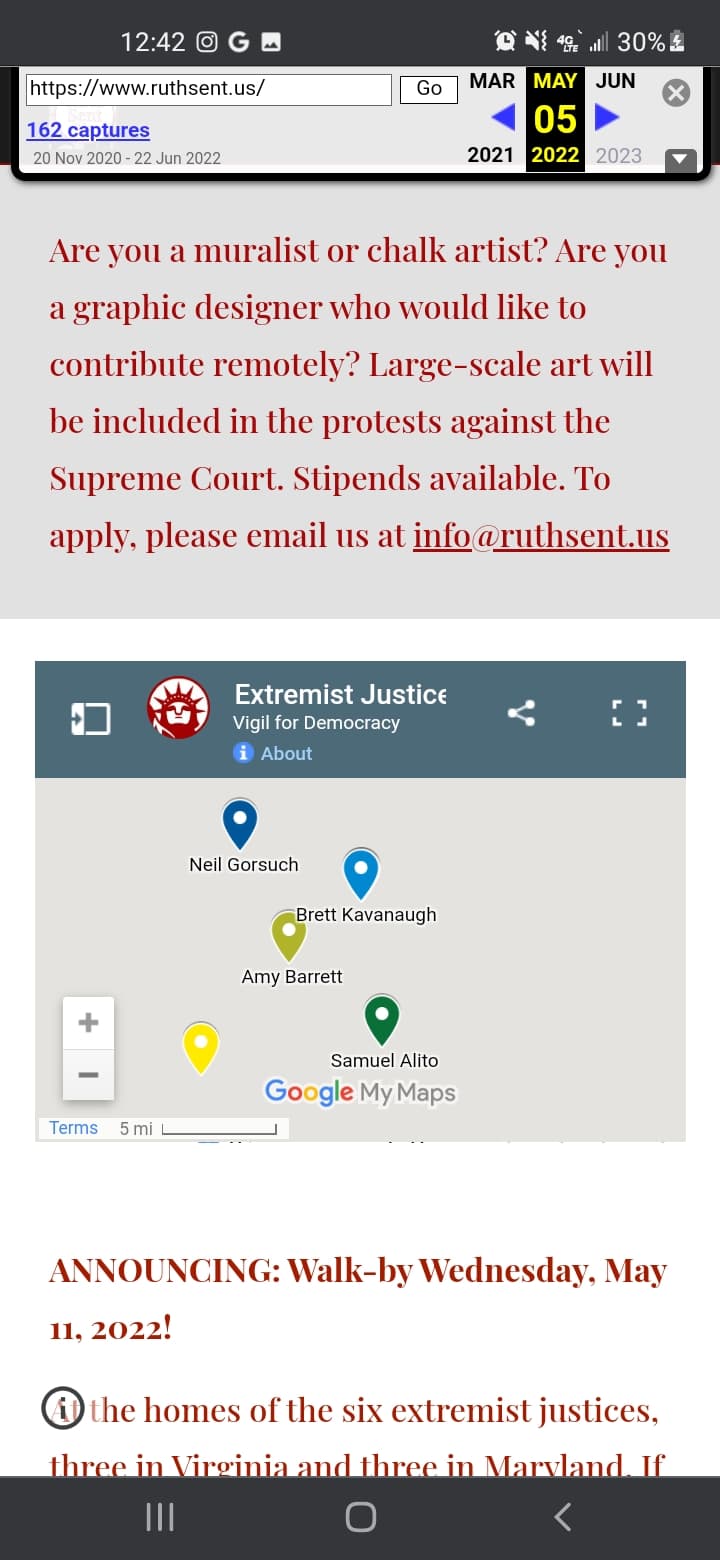 12:42 4G LTE 30%
https://www.ruthsent.us/ Go MAR MAY JUN
162 captures 05
20 Nov 2020 - 22 Jun 2022 2021 2022 2023
Are you a muralist or chalk artist? Are you
a graphic designer who would like to
contribute remotely? Large-scale art will
be included in the protests against the
Supreme Court. Stipends available. To
apply, please email us at info@ruthsent.us
Extremist Justice
Vigil for Democracy
About
Neil Gorsuch
Brett Kavanaugh
Amy Barrett
Samuel Alito
Google My Maps
Terms 5 mi
ANNOUNCING: Walk-by Wednesday, May
11, 2022!
At the homes of the six extremist justices,
three in Virginia and three in Maryland. If